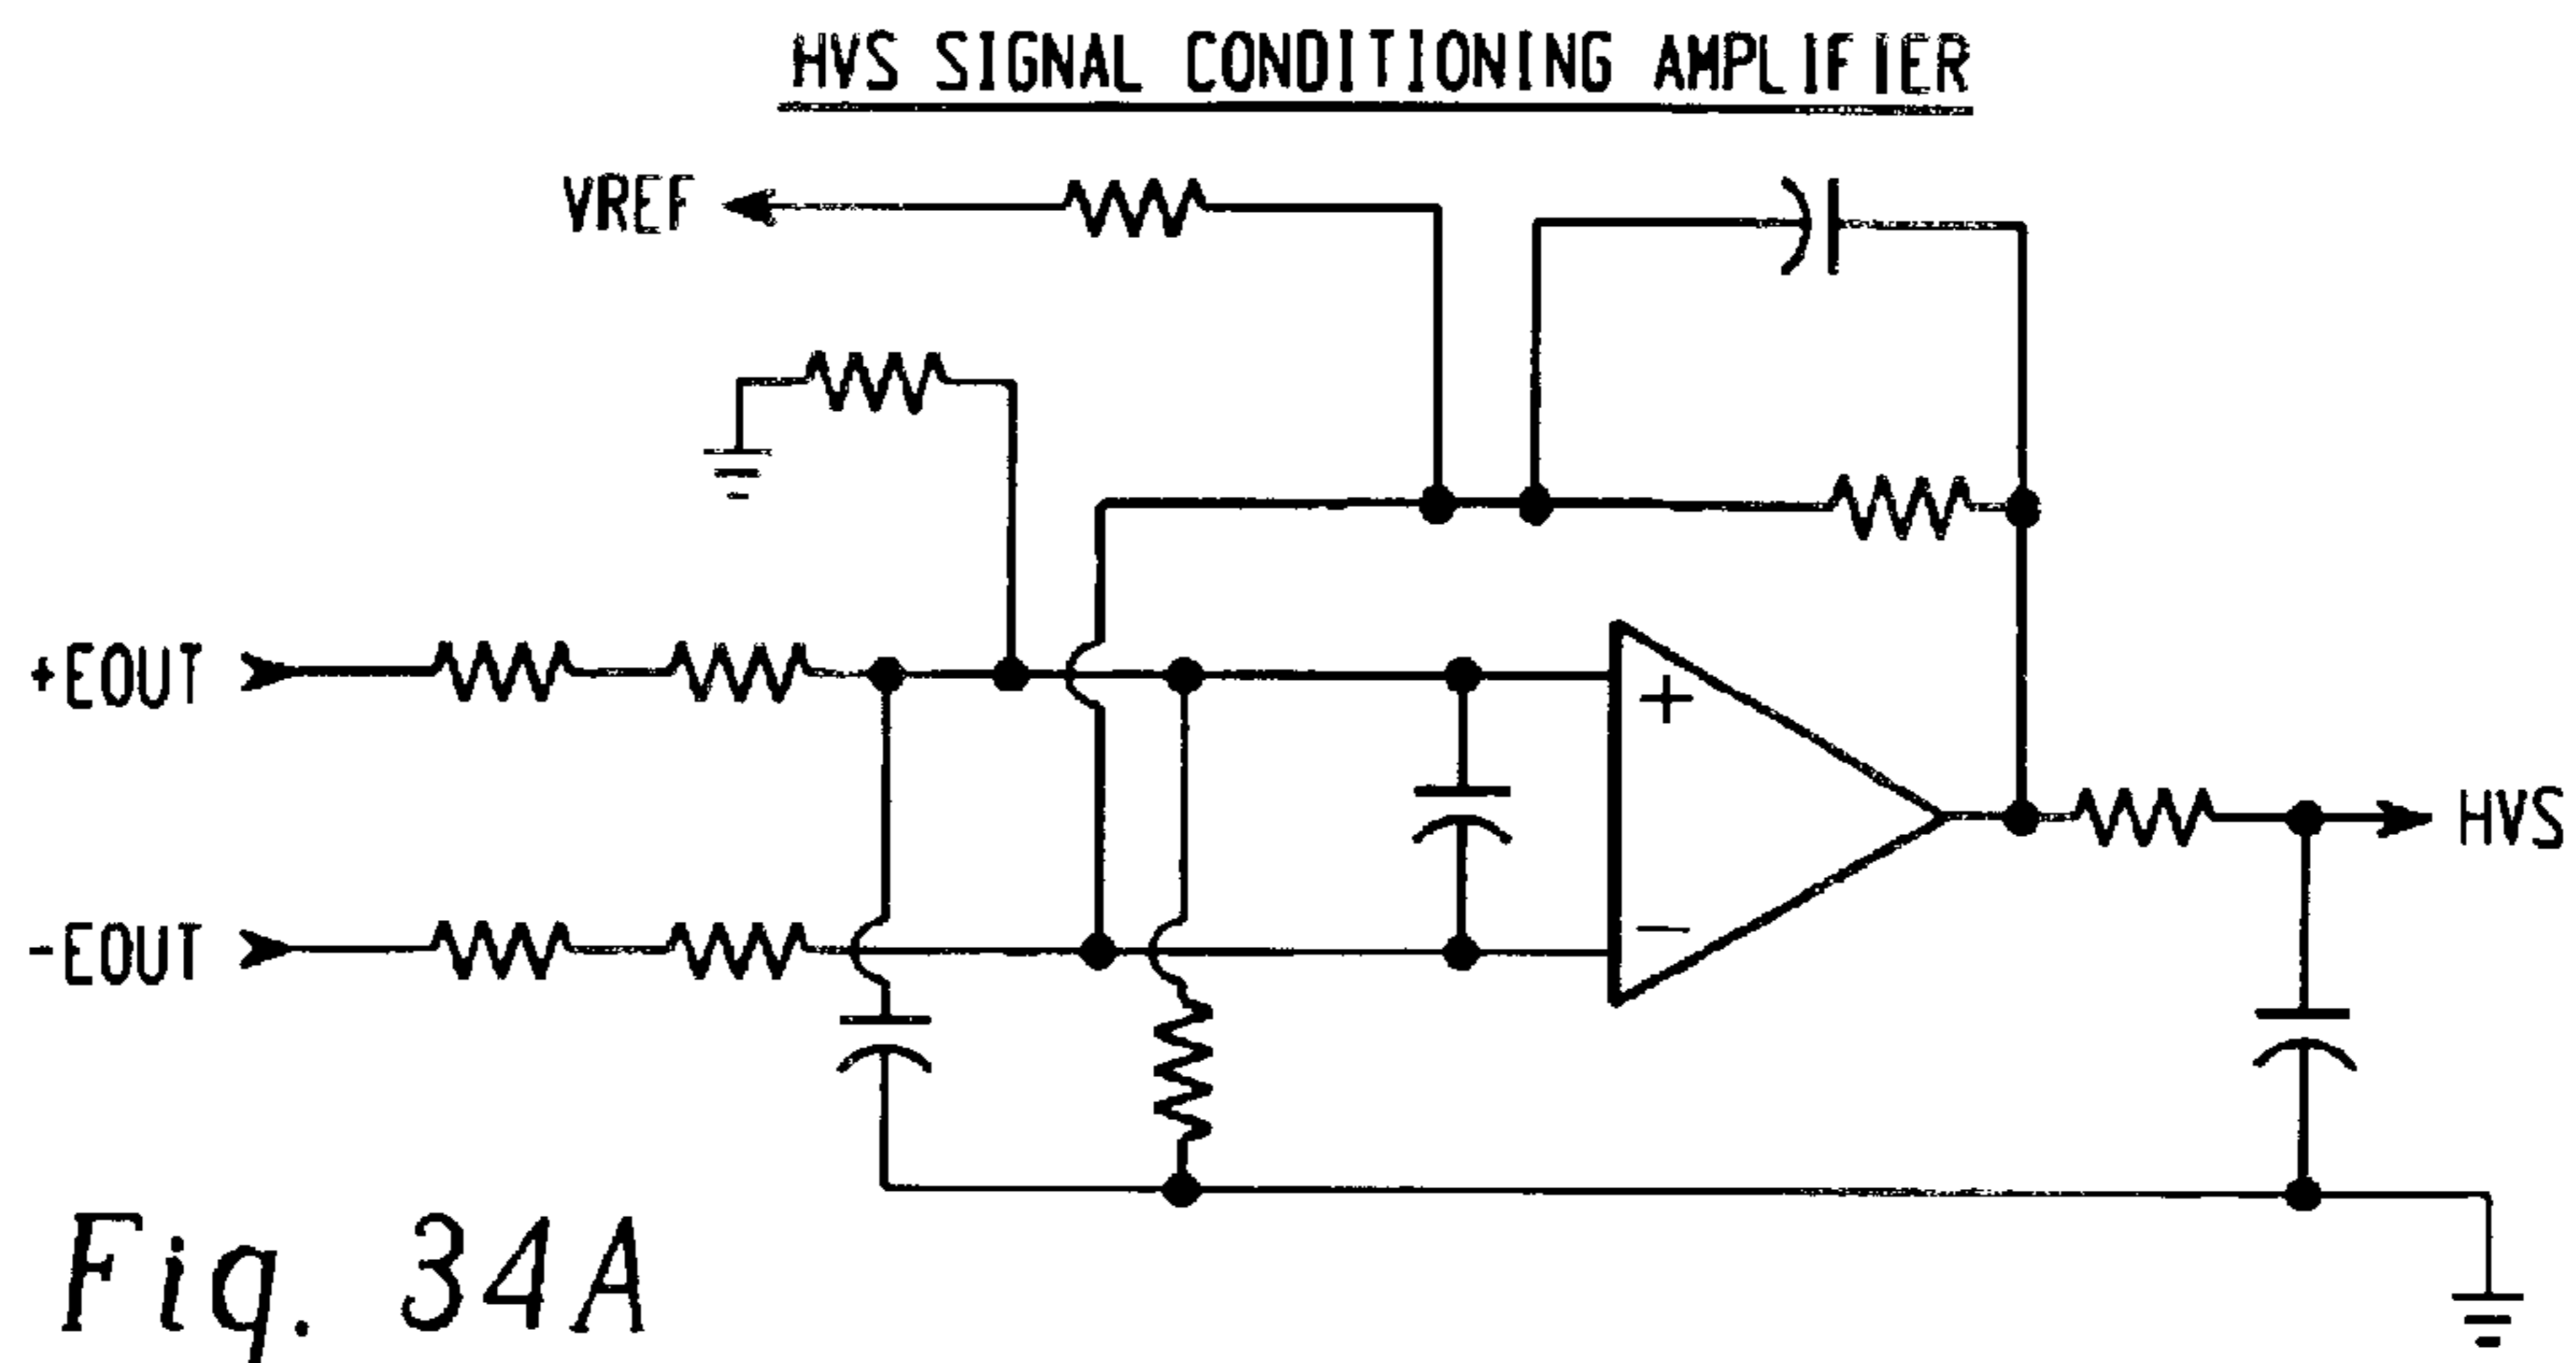 HVS SIGNAL CONDITIONING AMPLIFIER
VREF
+EOUT
+
HVS
-EOUT
−
Fig. 34A